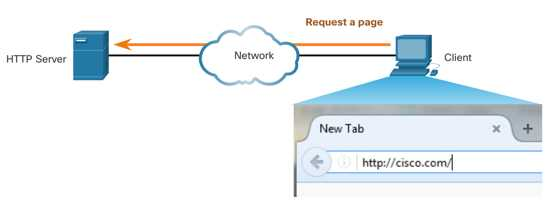 Request a page
HTTP Server
Network
Client
New Tab
http://cisco.com/